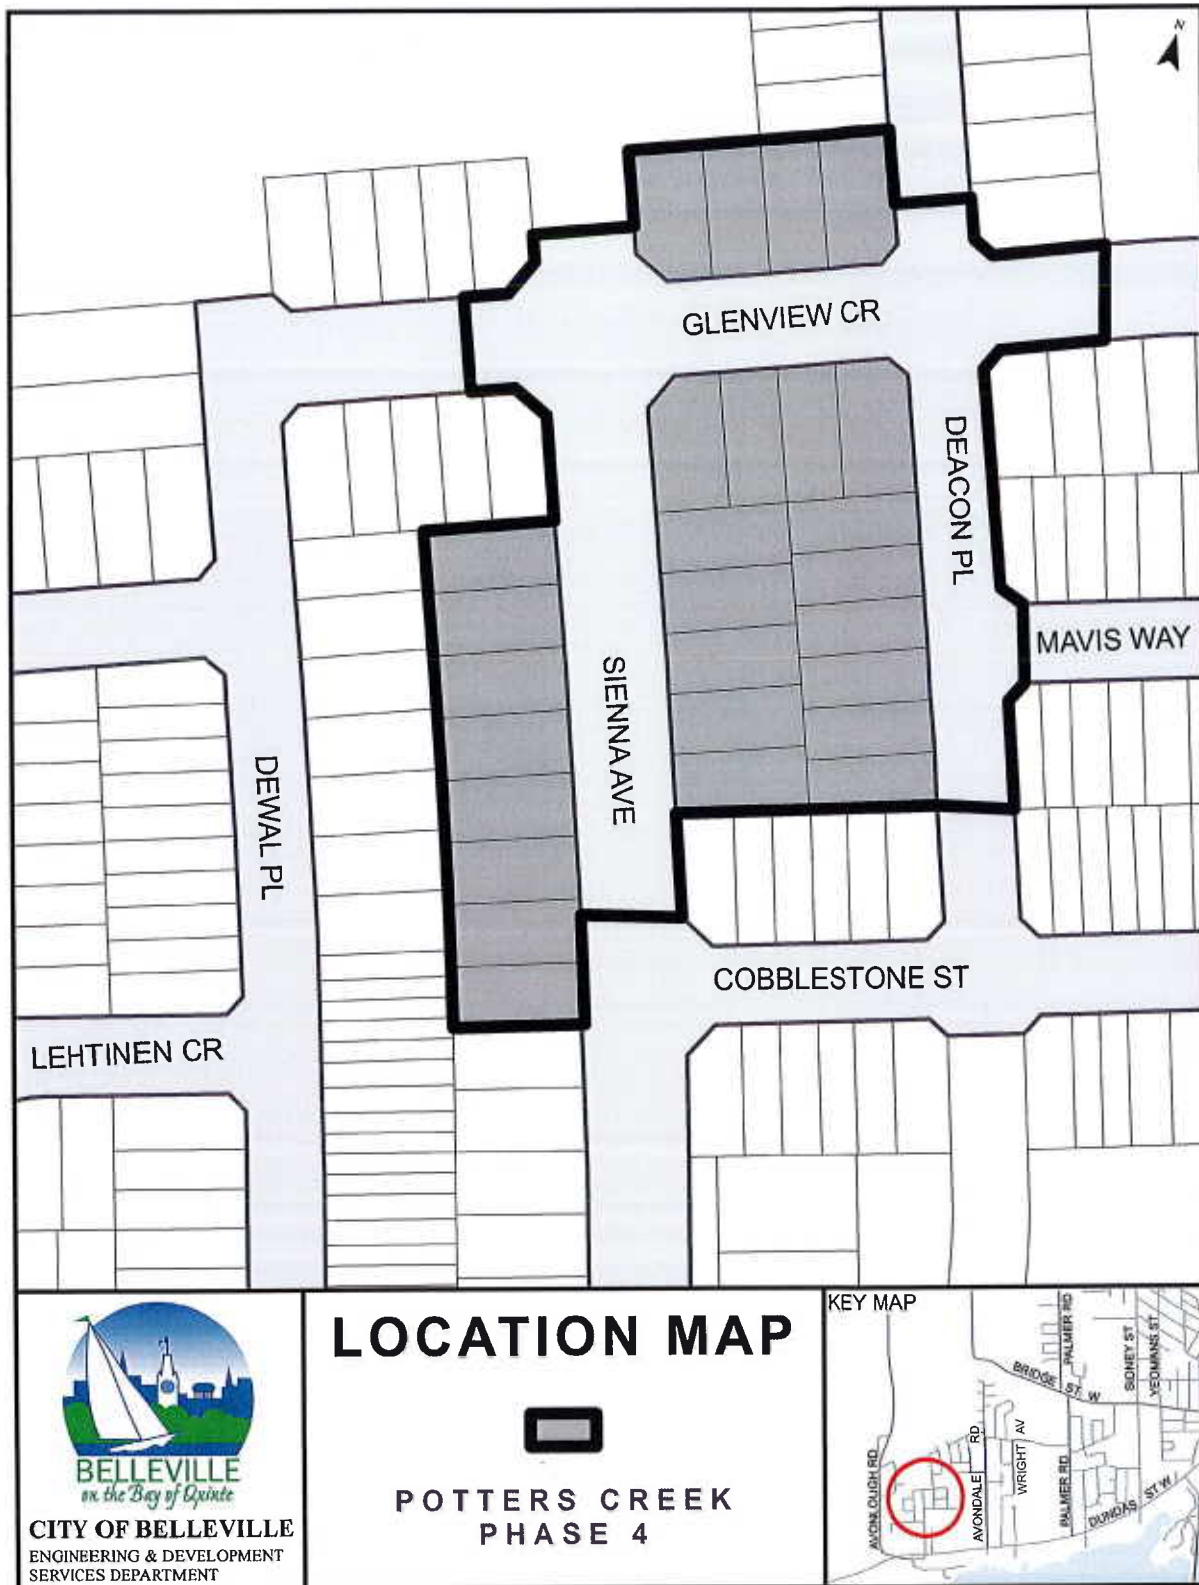 N
GLENVIEW CR
DEACON PL
MAVIS WAY
SIENNA AVE
DEWAL PL
COBBLESTONE ST
LEHTINEN CR
BELLEVILLE
on the Bay of Quinte
CITY OF BELLEVILLE
ENGINEERING & DEVELOPMENT
SERVICES DEPARTMENT
LOCATION MAP
POTTERS CREEK
PHASE 4
KEY MAP
PALMER RD
SIDNEY ST
YEOMANS ST
BRIDGE ST W
AVONLOUGH RD
AVONDALE RD
WRIGHT AV
PALMER RD
DUNDAS ST W